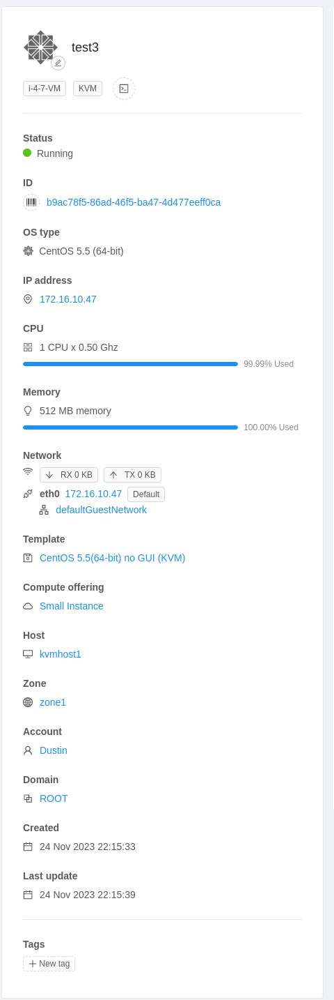 test3
i-4-7-VM KVM
Status
Running
ID
b9ac78f5-86ad-46f5-ba47-4d477eeff0ca
OS type
CentOS 5.5 (64-bit)
IP address
172.16.10.47
CPU
1 CPU x 0.50 Ghz
99.99% Used
Memory
512 MB memory
100.00% Used
Network
RX 0 KB TX 0 KB
eth0 172.16.10.47 Default
defaultGuestNetwork
Template
CentOS 5.5(64-bit) no GUI (KVM)
Compute offering
Small Instance
Host
kvmhost1
Zone
zone1
Account
Dustin
Domain
ROOT
Created
24 Nov 2023 22:15:33
Last update
24 Nov 2023 22:15:39
Tags
New tag